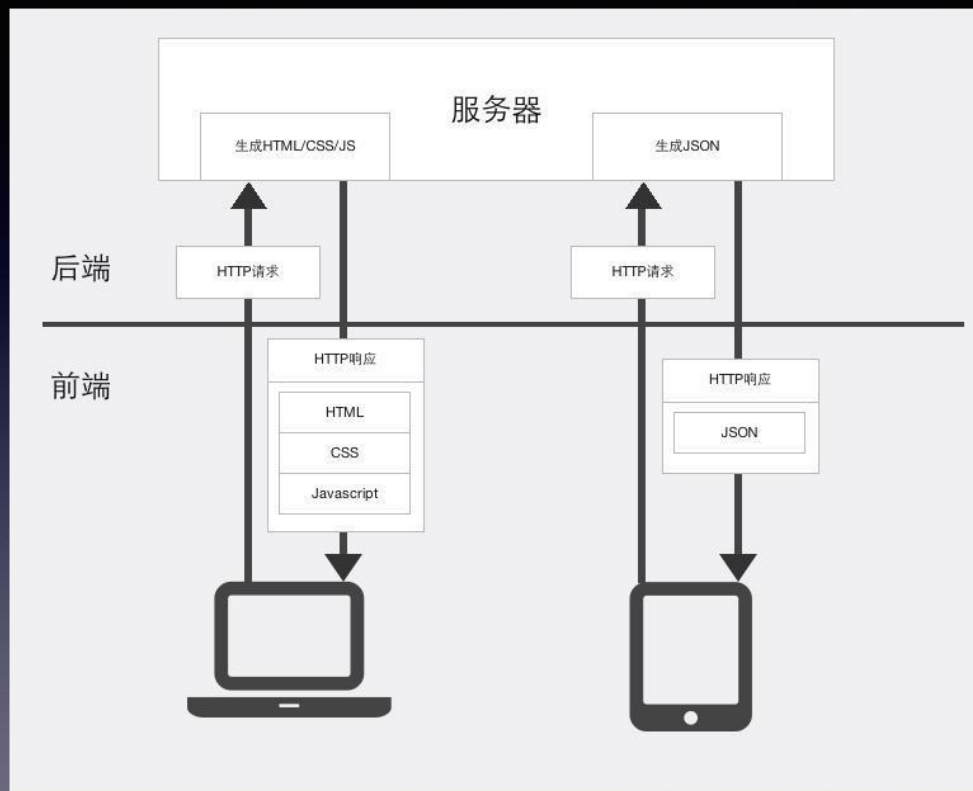 服务器
生成HTML/CSS/JS
生成JSON
后端
HTTP请求
HTTP请求
前端
HTTP响应
HTML
CSS
Javascript
HTTP响应
JSON